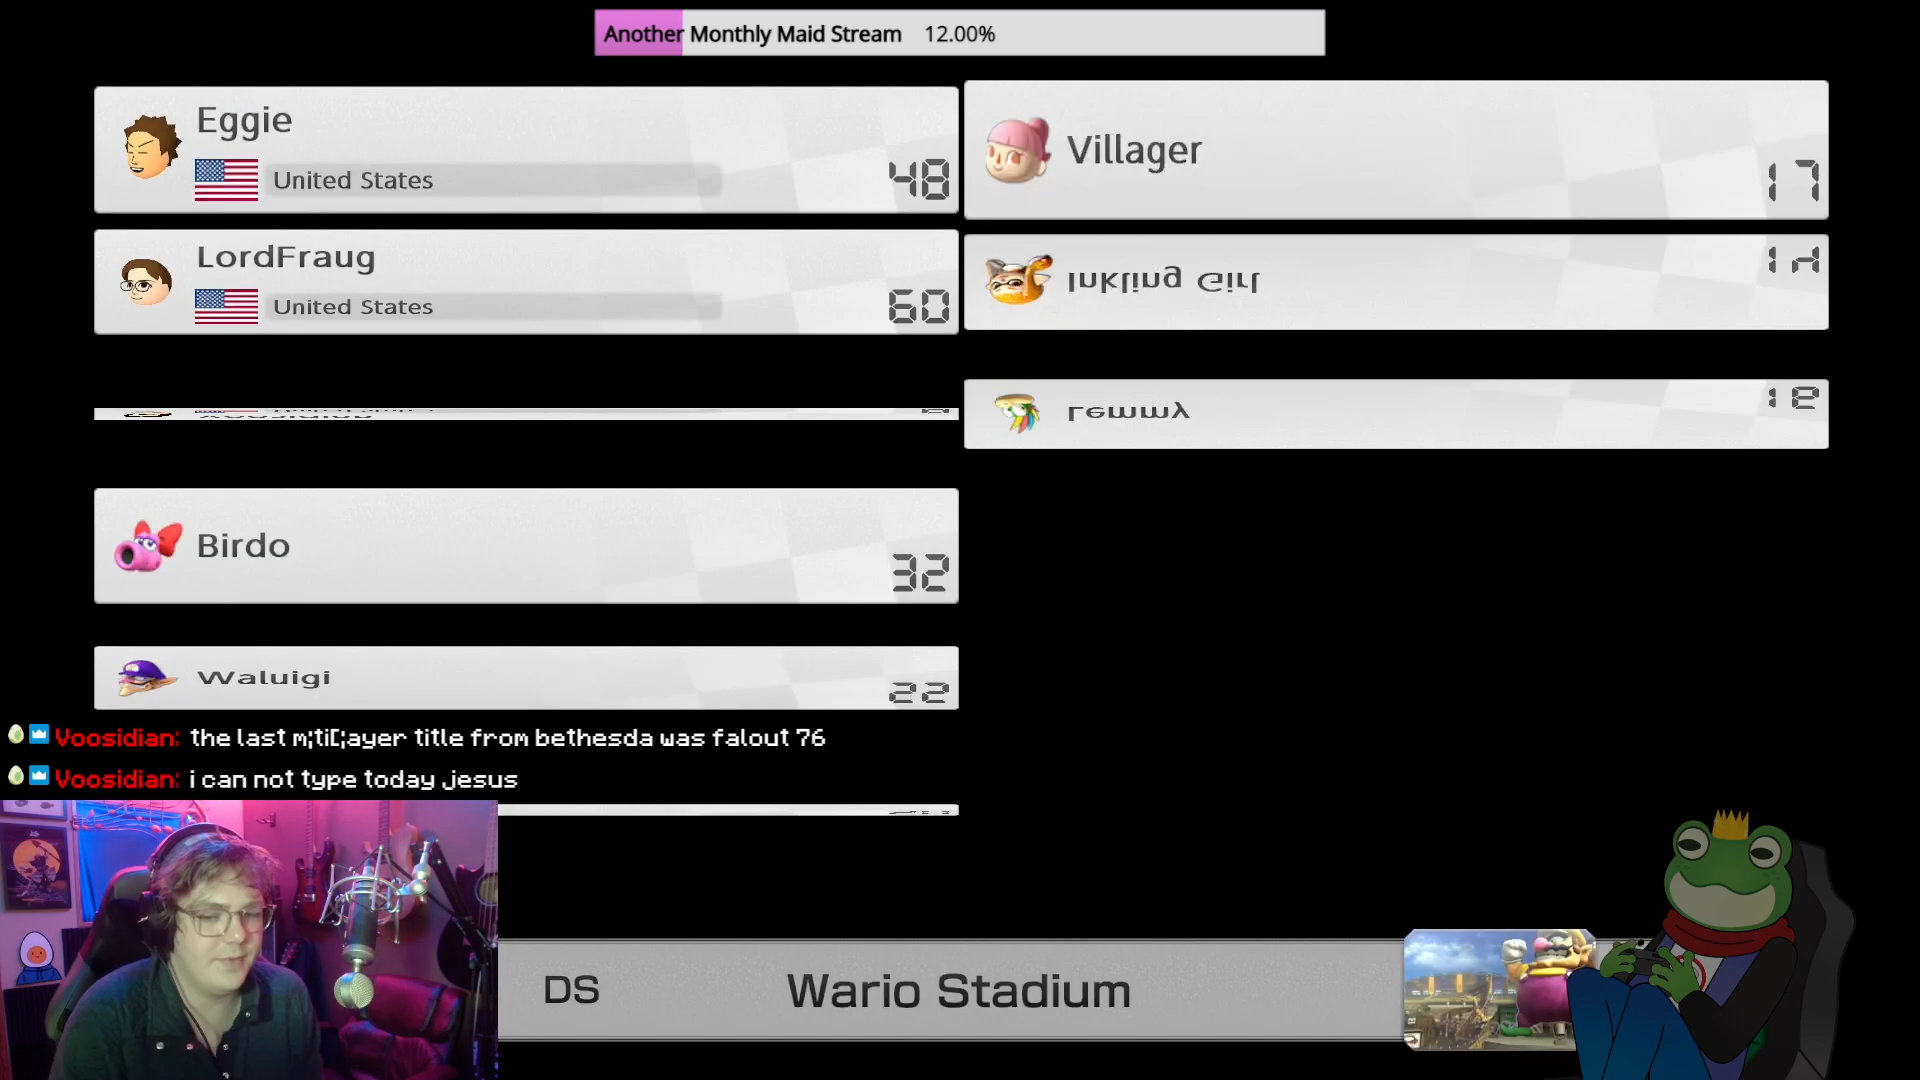 Another Monthly Maid Stream 12.00%
Eggie
United States
48
Villager
17
LordFraug
United States
60
Inkling Girl
Lemmy
Birdo
32
Waluigi
22
Voosidian: the last m¡ti[¡ayer title from bethesda was falout 76
Voosidian: i can not type today jesus
DS Wario Stadium